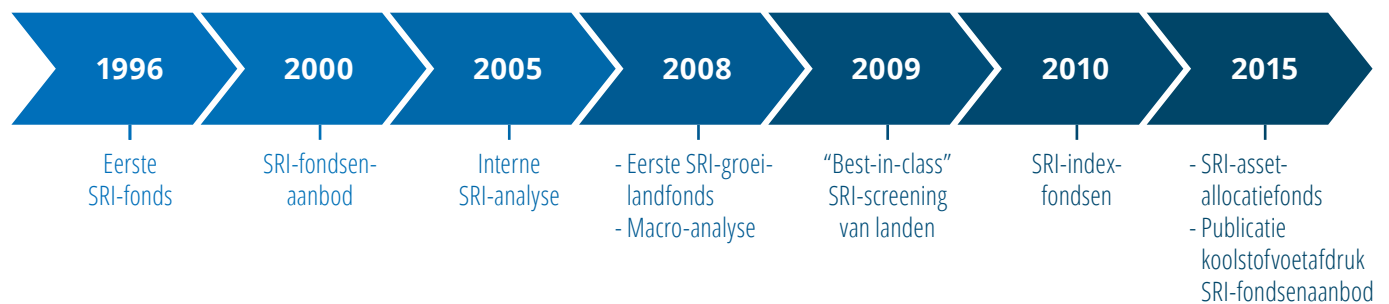 1996
Eerste
SRI-fonds
2000
SRI-fondsen-
aanbod
2005
Interne
SRI-analyse
2008
- Eerste SRI-groei-
landfonds
- Macro-analyse
2009
“Best-in-class”
SRI-screening
van landen
2010
SRI-index-
fondsen
2015
- SRI-asset-
allocatiefonds
- Publicatie
koolstofvoetafdruk
SRI-fondsenaanbod